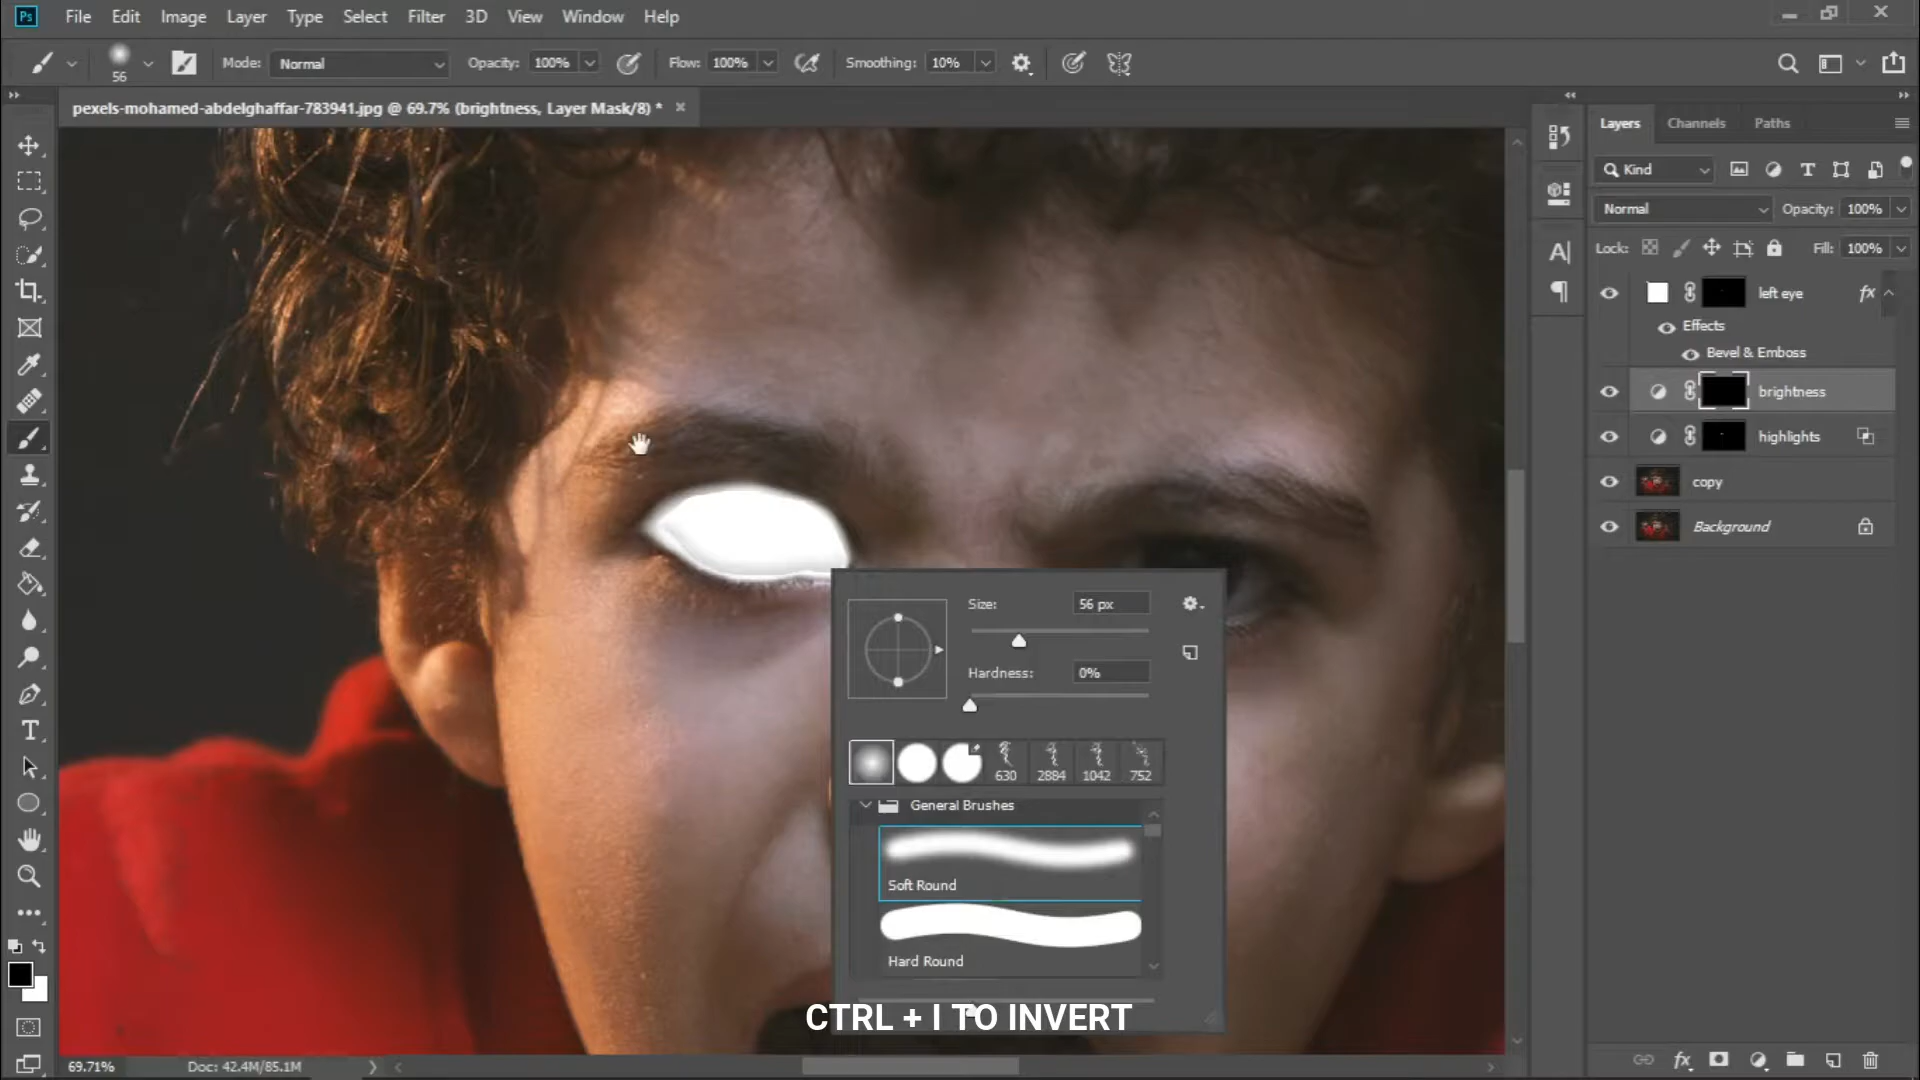 Ps File Edit Image Layer Type Select Filter 3D View Window Help
56 Mode: Normal Opacity: 100% Flow: 100% Smoothing: 10%
pexels-mohamed-abdelghaffar-783941.jpg @ 69.7% (brightness, Layer Mask/8) *
Layers Channels Paths
Kind
Normal Opacity: 100%
Lock: Fill: 100%
left eye fx
Effects
Bevel & Emboss
brightness
highlights
copy
Background
Size: 56 px
Hardness: 0%
630 2884 1042 752
General Brushes
Soft Round
Hard Round
CTRL + I TO INVERT
69.71% Doc: 42.4M/85.1M